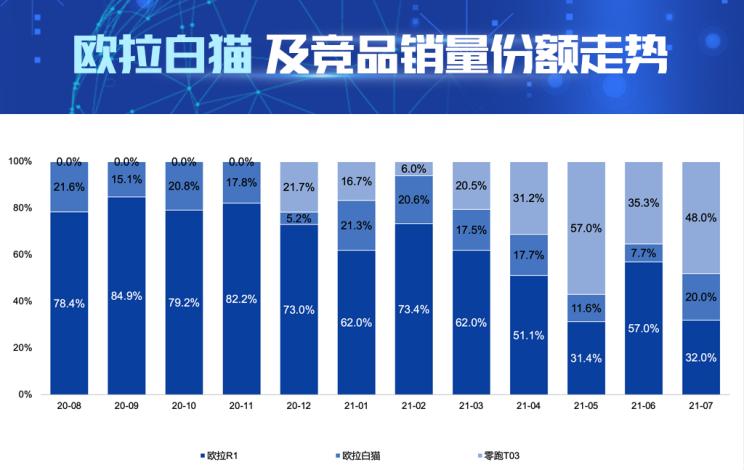 欧拉白猫 及竞品销量份额走势
100% 0.0% 0.0% 0.0% 0.0% 6.0%
21.6% 15.1% 20.8% 17.8% 21.7% 16.7% 20.6% 20.5% 31.2% 57.0% 35.3% 48.0%
80% 5.2% 21.3% 17.5%
60% 17.7% 7.7% 20.0%
40% 78.4% 84.9% 79.2% 82.2% 73.0% 62.0% 73.4% 62.0% 51.1% 11.6% 57.0% 32.0%
20% 31.4%
0%
20-08 20-09 20-10 20-11 20-12 21-01 21-02 21-03 21-04 21-05 21-06 21-07
欧拉R1 欧拉白猫 零跑T03